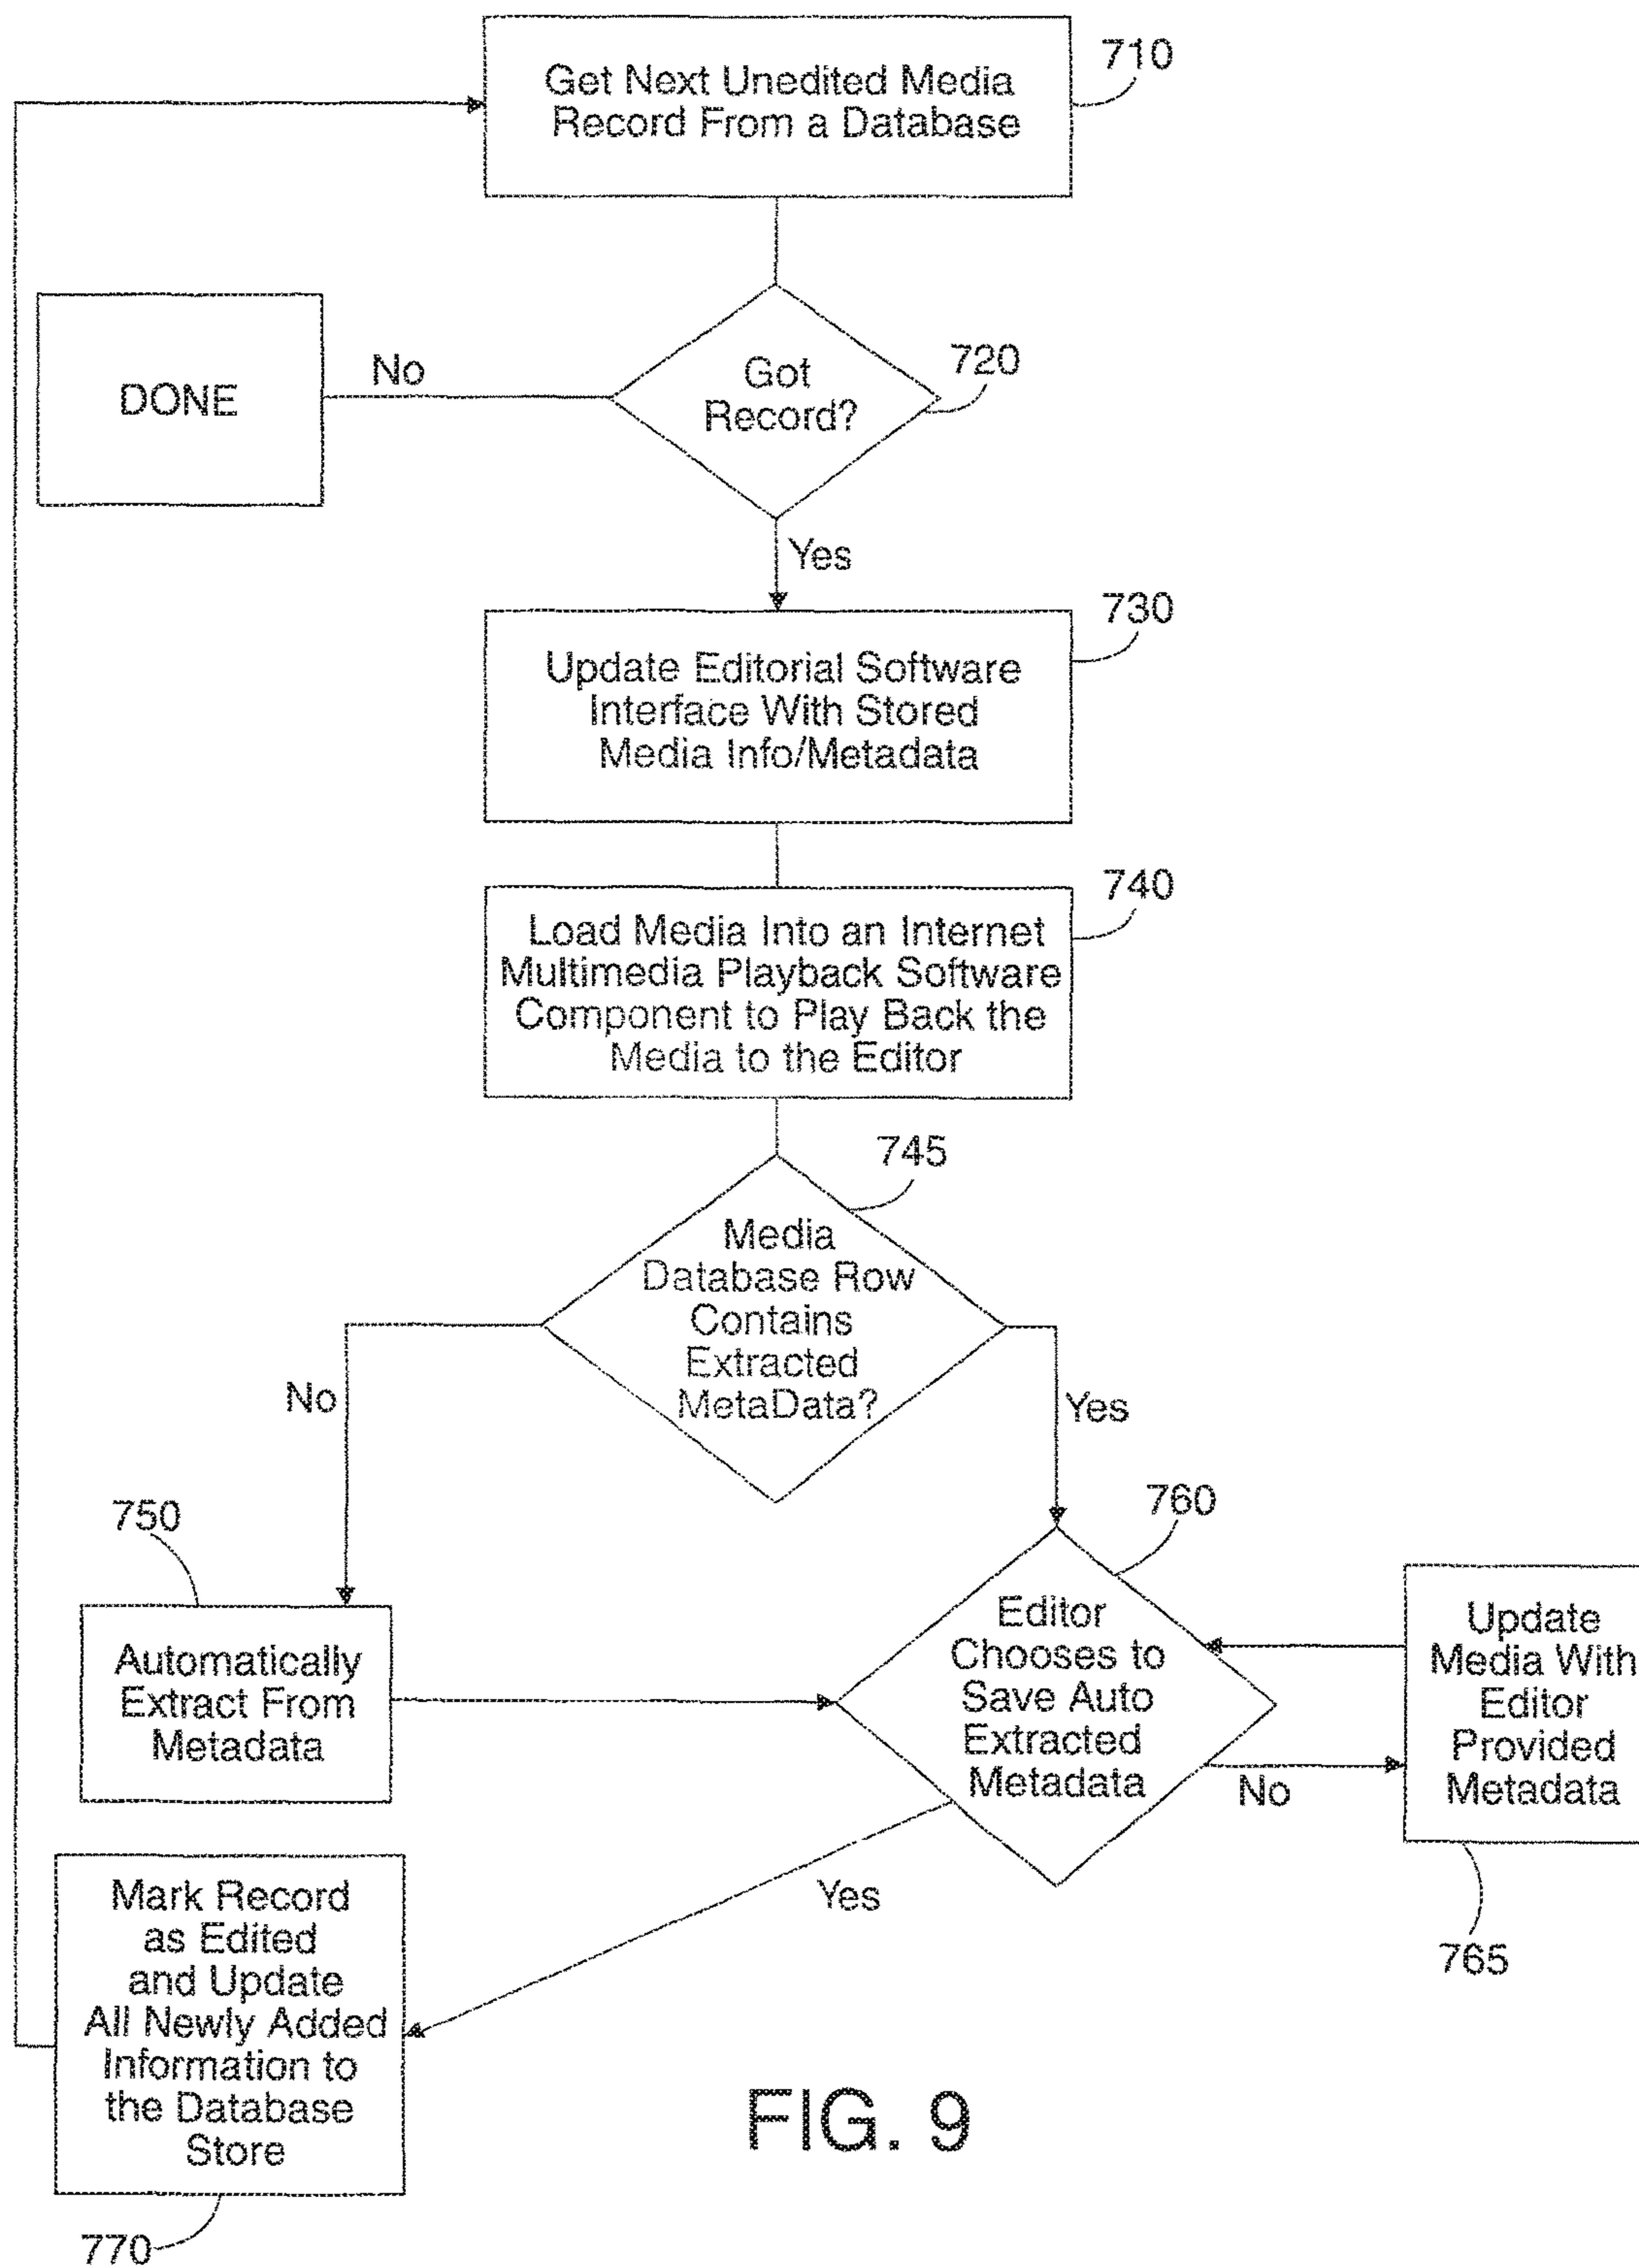 710
Get Next Unedited Media
Record From a Database
720
Got
Record?
No
DONE
Yes
730
Update Editorial Software
Interface With Stored
Media Info/Metadata
740
Load Media Into an Internet
Multimedia Playback Software
Component to Play Back the
Media to the Editor
745
Media
Database Row
Contains
Extracted
MetaData?
No
Yes
750
Automatically
Extract From
Metadata
760
Editor
Chooses to
Save Auto
Extracted
Metadata
No
Update
Media With
Editor
Provided
Metadata
765
Yes
Mark Record
as Edited
and Update
All Newly Added
Information to
the Database
Store
770
FIG. 9